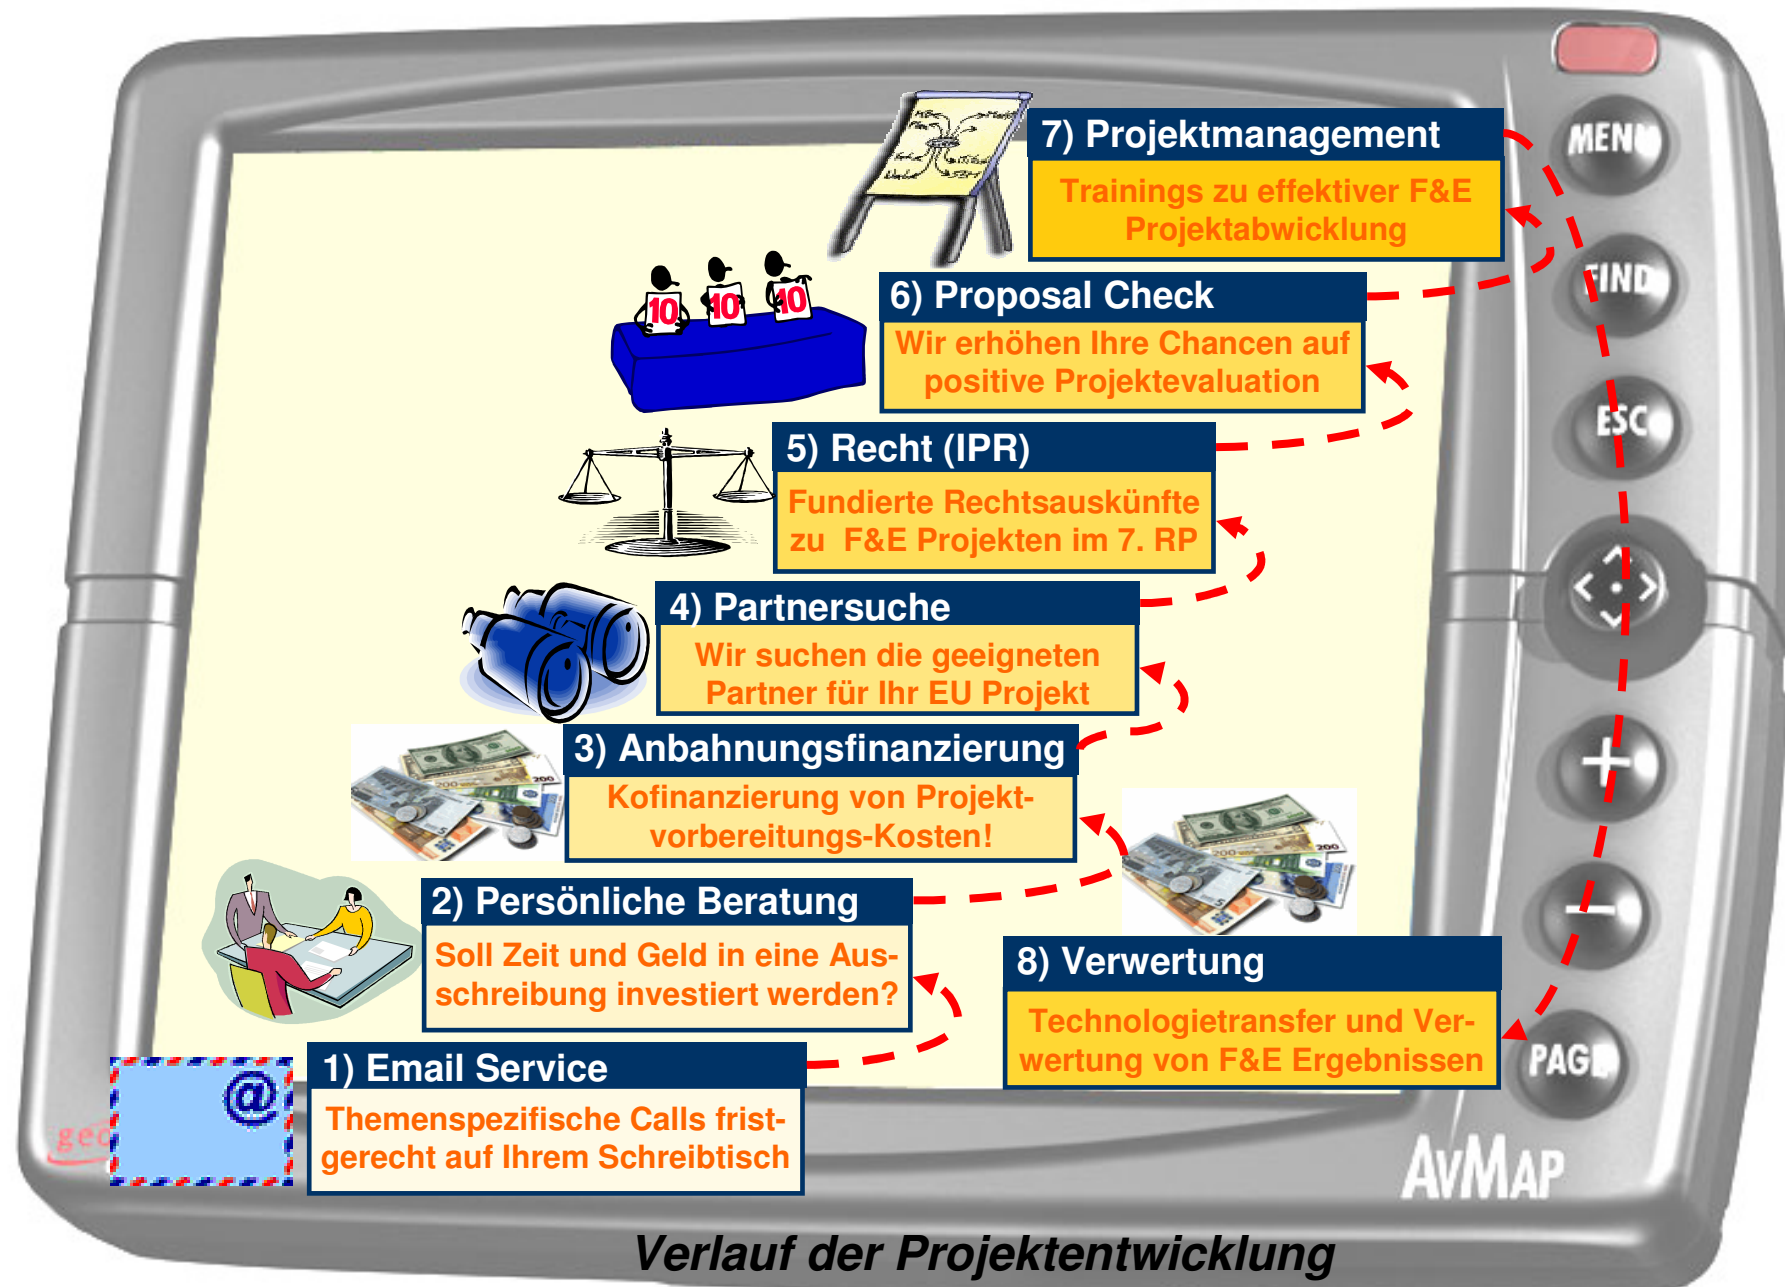 7) Projektmanagement
Trainings zu effektiver F&E
Projektabwicklung
6) Proposal Check
Wir erhöhen Ihre Chancen auf
positive Projektevaluation
10
10
10
5) Recht (IPR)
Fundierte Rechtsauskünfte
zu F&E Projekten im 7. RP
4) Partnersuche
Wir suchen die geeigneten
Partner für Ihr EU Projekt
3) Anbahnungsfinanzierung
Kofinanzierung von Projekt-
vorbereitungs-Kosten!
2) Persönliche Beratung
Soll Zeit und Geld in eine Aus-
schreibung investiert werden?
1) Email Service
Themenspezifische Calls frist-
gerecht auf Ihrem Schreibtisch
@
8) Verwertung
Technologietransfer und Ver-
wertung von F&E Ergebnissen
MENU
FIND
ESC
+
−
PAGE
AvMap
Verlauf der Projektentwicklung